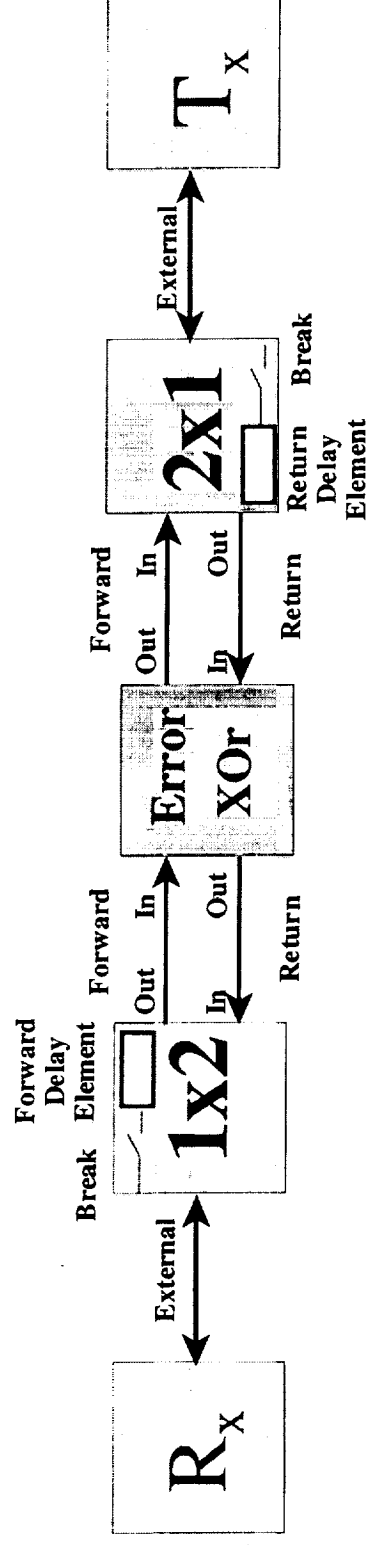 Rx
External
Break
Forward
Delay
Element
1x2
Forward
Out In
In Out
Return
Error
xOr
Forward
Out In
In Out
Return
2x1
Return
Delay
Element
Break
External
Tx